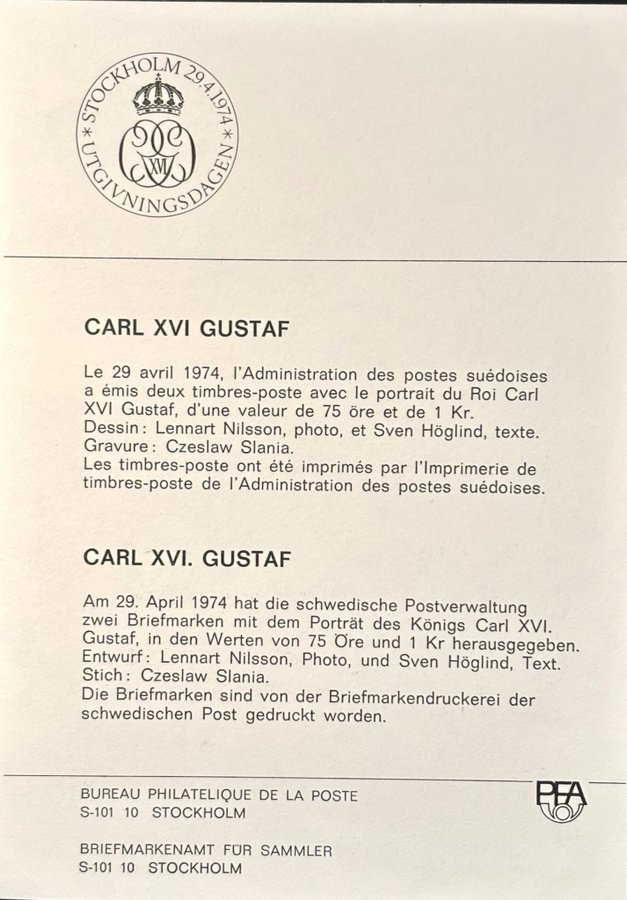 STOCKHOLM 29.4.1974
* UTGIVNINGSDAGEN *
XVI
CARL XVI GUSTAF
Le 29 avril 1974, l'Administration des postes suédoises
a émis deux timbres-poste avec le portrait du Roi Carl
XVI Gustaf, d'une valeur de 75 öre et de 1 Kr.
Dessin: Lennart Nilsson, photo, et Sven Höglind, texte.
Gravure: Czeslaw Slania.
Les timbres-poste ont été imprimés par l'Imprimerie de
timbres-poste de l'Administration des postes suédoises.
CARL XVI. GUSTAF
Am 29. April 1974 hat die schwedische Postverwaltung
zwei Briefmarken mit dem Porträt des Königs Carl XVI.
Gustaf, in den Werten von 75 Öre und 1 Kr herausgegeben.
Entwurf: Lennart Nilsson, Photo, und Sven Höglind, Text.
Stich: Czeslaw Slania.
Die Briefmarken sind von der Briefmarkendruckerei der
schwedischen Post gedruckt worden.
BUREAU PHILATELIQUE DE LA POSTE
S-101 10 STOCKHOLM
PFA
BRIEFMARKENAMT FÜR SAMMLER
S-101 10 STOCKHOLM